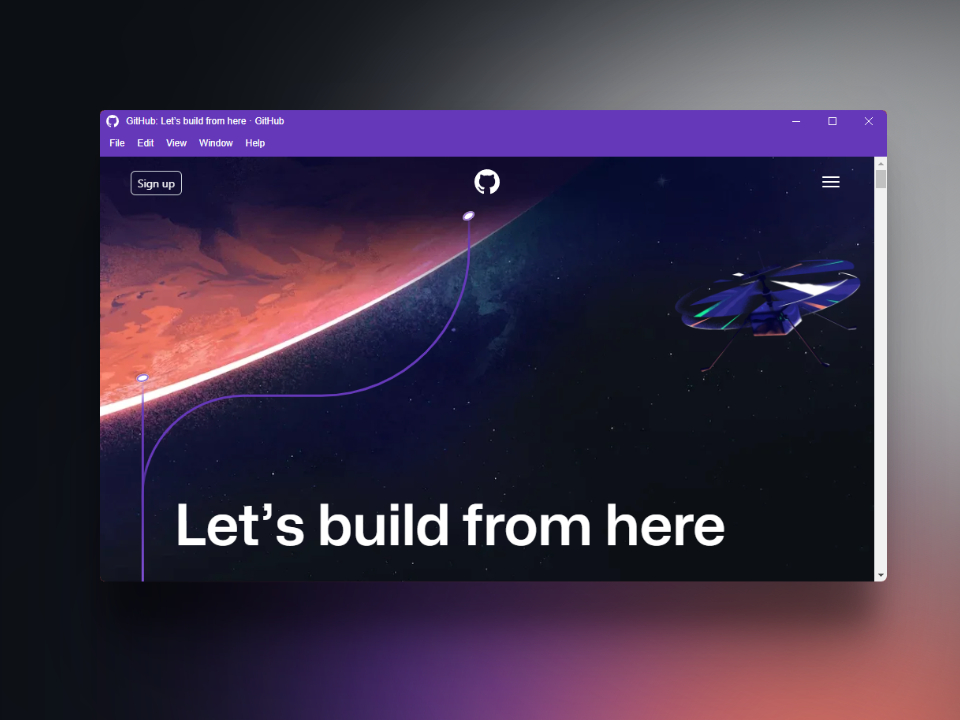 GitHub: Let's build from here · GitHub
File Edit View Window Help
Sign up
Let’s build from here